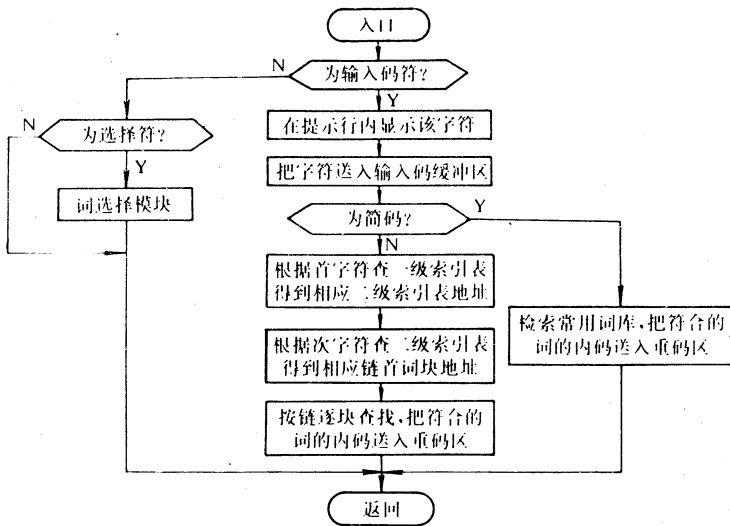 入口
N
为输入码符?
Y
N
为选择符?
在提示行内显示该字符
Y
把字符送入输入码缓冲区
词选择模块
为简码?
Y
N
根据首字符查一级索引表
得到相应二级索引表地址
检索常用词库,把符合的
词的内码送入重码区
根据次字符查二级索引表
得到相应链首词块地址
按链逐块查找,把符合的
词的内码送入重码区
返回